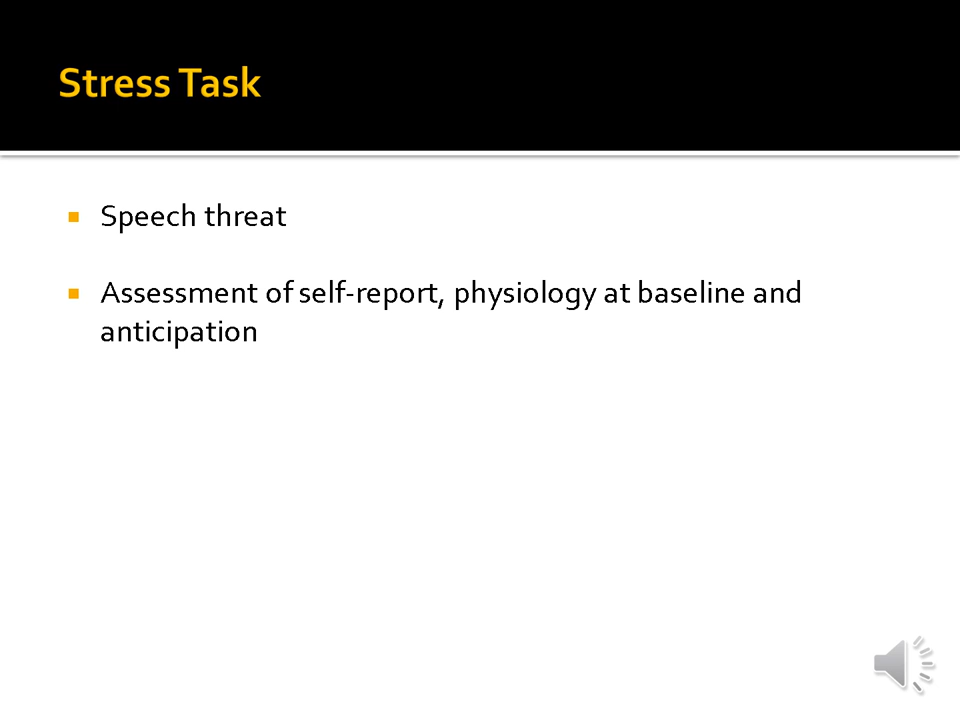 Stress Task
Speech threat
Assessment of self-report, physiology at baseline and
anticipation